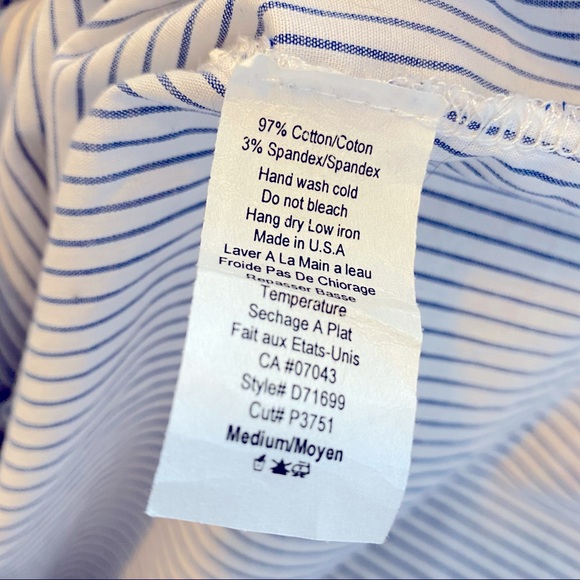 97% Cotton/Coton
3% Spandex/Spandex
Hand wash cold
Do not bleach
Hang dry Low iron
Made in U.S.A
Laver A La Main a leau
Froide Pas De Chiorage
Repasser Basse
Temperature
Sechage A Plat
Fait aux Etats-Unis
CA #07043
Style# D71699
Cut# P3751
Medium/Moyen